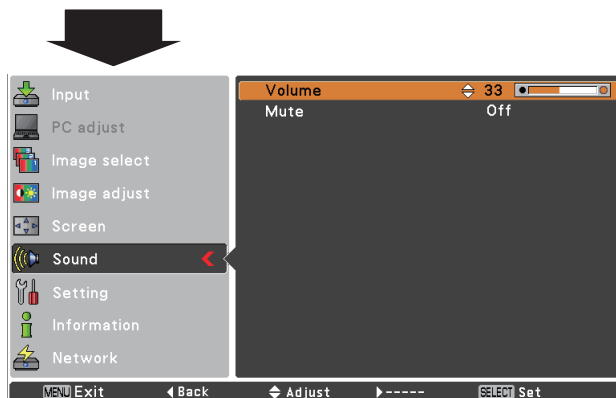 Input
PC adjust
Image select
Image adjust
Screen
Sound
Setting
Information
Network
Volume 33
Mute Off
MENU Exit Back Adjust ----- SELECT Set